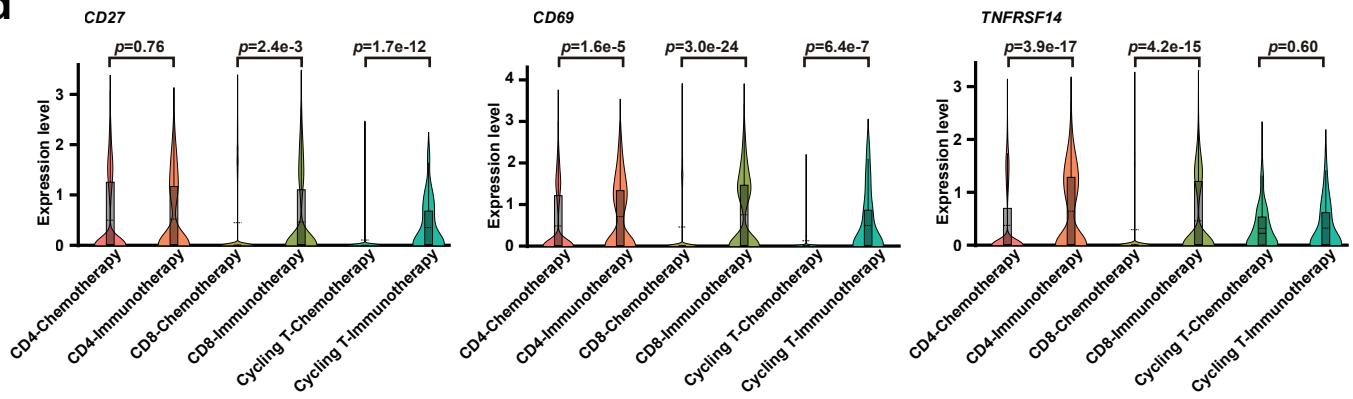 d
CD27
p=0.76
p=2.4e-3
p=1.7e-12
Expression level
3
2
1
0
CD4-Chemotherapy
CD4-Immunotherapy
CD8-Chemotherapy
CD8-Immunotherapy
Cycling T-Chemotherapy
Cycling T-Immunotherapy
CD69
p=1.6e-5
p=3.0e-24
p=6.4e-7
Expression level
4
3
2
1
0
CD4-Chemotherapy
CD4-Immunotherapy
CD8-Chemotherapy
CD8-Immunotherapy
Cycling T-Chemotherapy
Cycling T-Immunotherapy
TNFRSF14
p=3.9e-17
p=4.2e-15
p=0.60
Expression level
3
2
1
0
CD4-Chemotherapy
CD4-Immunotherapy
CD8-Chemotherapy
CD8-Immunotherapy
Cycling T-Chemotherapy
Cycling T-Immunotherapy